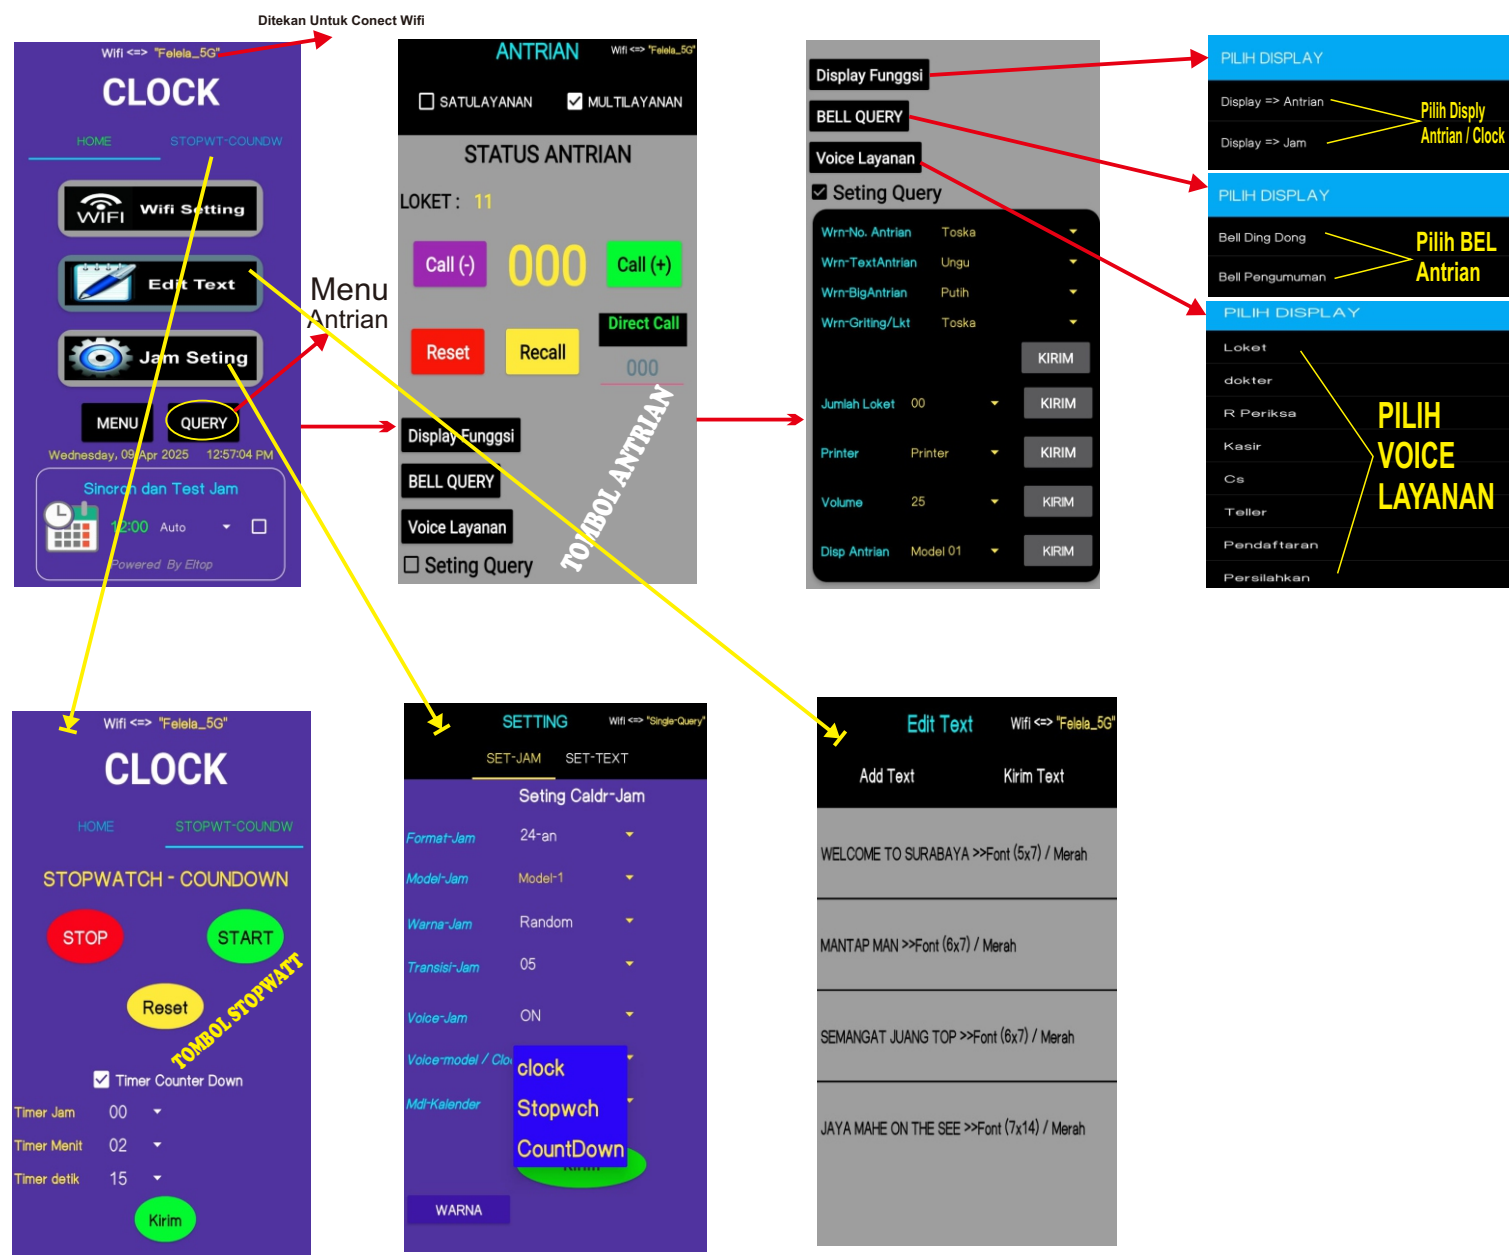 Ditekan Untuk Conect Wifi
Wifi <=> "Felela_5G"
CLOCK
HOME
STOPWT-COUNDW
WIFI
Wifi Setting
Edit Text
Jam Seting
MENU
QUERY
Wednesday, 09 Apr 2025 12:57:04 PM
Sincron dan Test Jam
12:00 Auto
Powered By Eltop
Menu
Antrian
ANTRIAN
Wifi <=> "Felela_5G"
SATULAYANAN
MULTILAYANAN
STATUS ANTRIAN
LOKET : 11
Call (-)
000
Call (+)
Reset
Recall
Direct Call
000
Display Funggsi
BELL QUERY
Voice Layanan
Seting Query
TOMBOL ANTRIAN
Display Funggsi
BELL QUERY
Voice Layanan
Seting Query
Wrn-No. Antrian Toska
Wrn-TextAntrian Ungu
Wrn-BigAntrian Putih
Wrn-Griting/Lkt Toska
KIRIM
Jumlah Loket 00 KIRIM
Printer Printer KIRIM
Volume 25 KIRIM
Disp Antrian Model 01 KIRIM
PILIH DISPLAY
Display => Antrian
Display => Jam
Pilih Disply
Antrian / Clock
PILIH DISPLAY
Bell Ding Dong
Bell Pengumuman
Pilih BEL
Antrian
PILIH DISPLAY
Loket
dokter
R Periksa
Kasir
Cs
Teller
Pendaftaran
Persilahkan
PILIH
VOICE
LAYANAN
Wifi <=> "Felela_5G"
CLOCK
HOME
STOPWT-COUNDW
STOPWATCH - COUNDOWN
STOP
START
Reset
TOMBOL STOPWATT
Timer Counter Down
Timer Jam 00
Timer Menit 02
Timer detik 15
Kirim
SETTING
Wifi <=> "Single-Query"
SET-JAM
SET-TEXT
Seting Caldr-Jam
Format-Jam 24-an
Model-Jam Model-1
Warna-Jam Random
Transisi-Jam 05
Voice-Jam ON
Voice-model / Clo
Mdl-Kalender
clock
Stopwch
CountDown
Kirim
WARNA
Edit Text
Wifi <=> "Felela_5G"
Add Text
Kirim Text
WELCOME TO SURABAYA >>Font (5x7) / Merah
MANTAP MAN >>Font (6x7) / Merah
SEMANGAT JUANG TOP >>Font (6x7) / Merah
JAYA MAHE ON THE SEE >>Font (7x14) / Merah